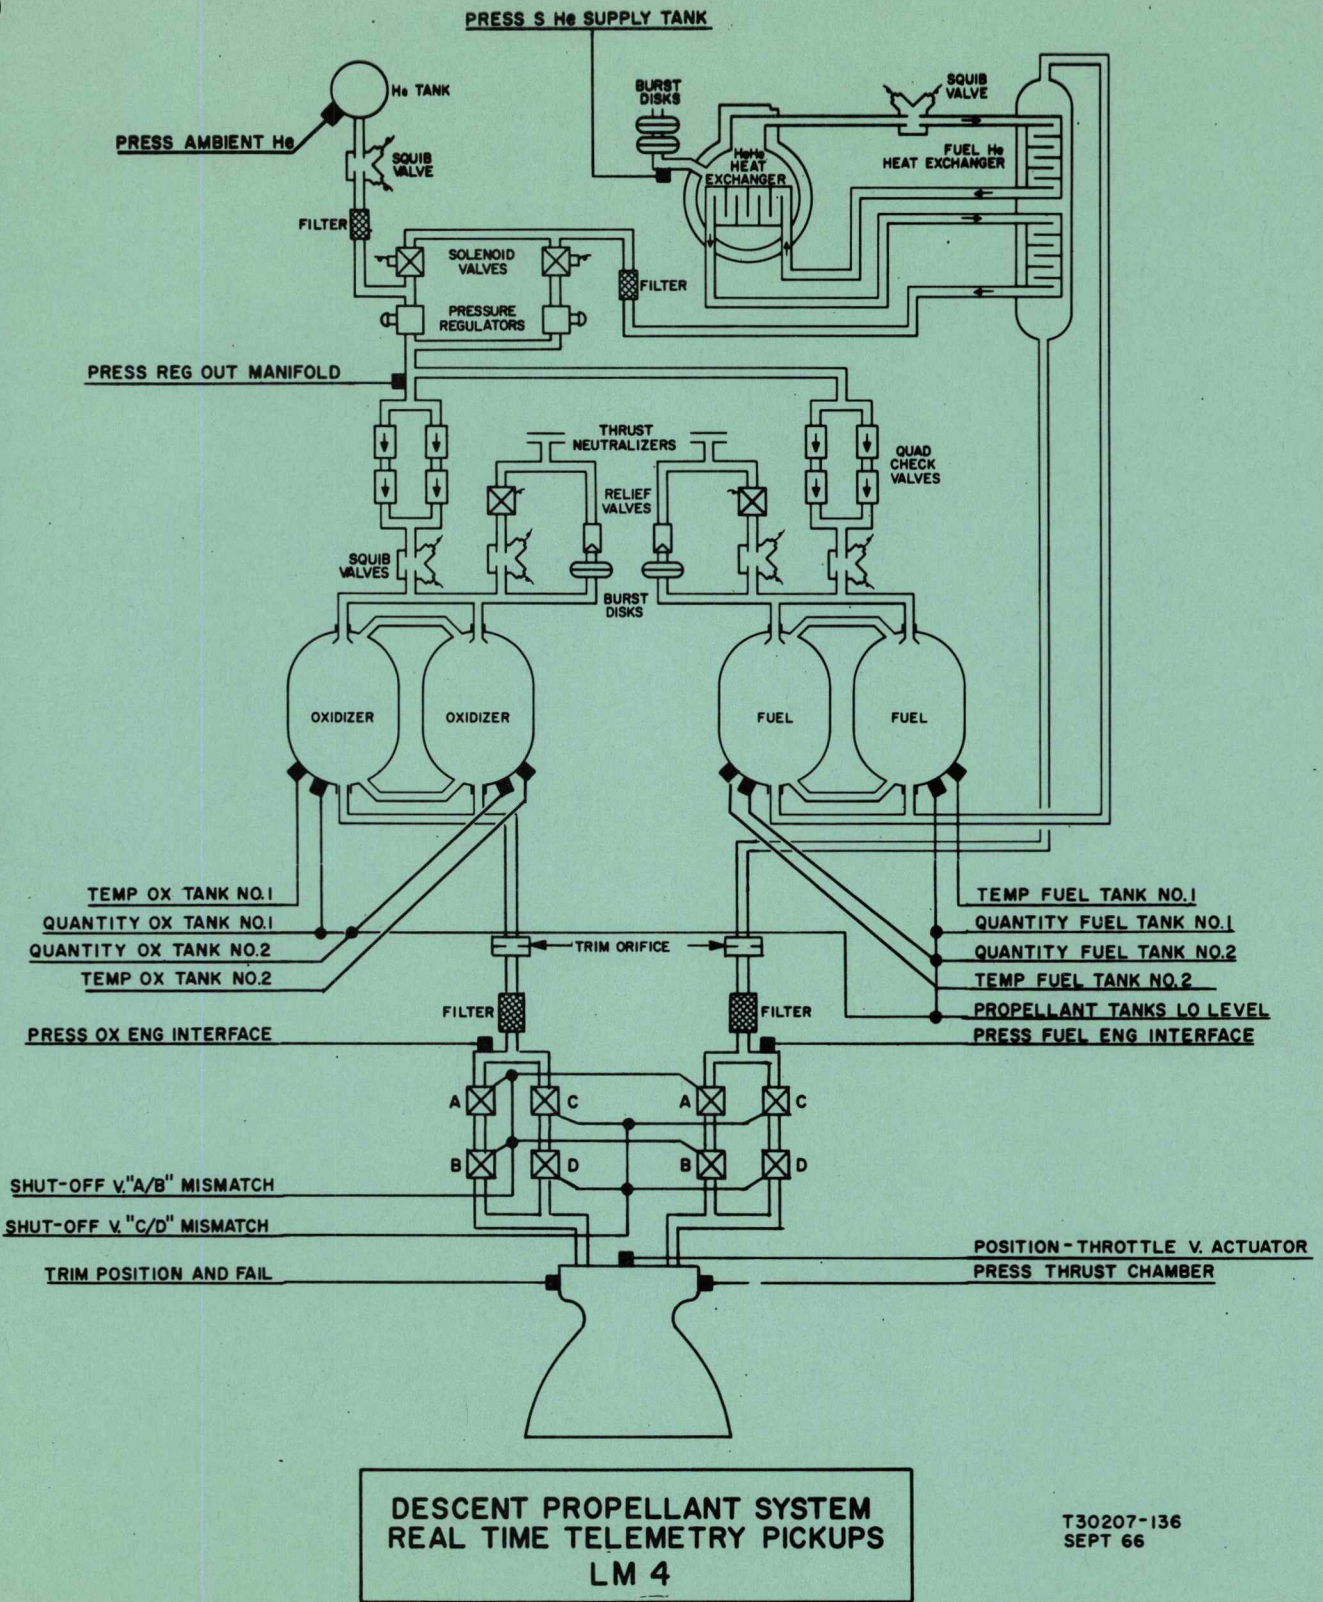 PRESS S He SUPPLY TANK
He TANK
BURST
DISKS
SQUIB
VALVE
PRESS AMBIENT He
SQUIB
VALVE
HeHe
HEAT
EXCHANGER
FUEL He
HEAT EXCHANGER
FILTER
SOLENOID
VALVES
FILTER
PRESSURE
REGULATORS
PRESS REG OUT MANIFOLD
THRUST
NEUTRALIZERS
QUAD
CHECK
VALVES
RELIEF
VALVES
SQUIB
VALVES
BURST
DISKS
OXIDIZER
OXIDIZER
FUEL
FUEL
TEMP OX TANK NO.1
QUANTITY OX TANK NO.1
QUANTITY OX TANK NO.2
TEMP OX TANK NO.2
TEMP FUEL TANK NO.1
QUANTITY FUEL TANK NO.1
QUANTITY FUEL TANK NO.2
TEMP FUEL TANK NO.2
PROPELLANT TANKS LO LEVEL
TRIM ORIFICE
FILTER
FILTER
PRESS OX ENG INTERFACE
PRESS FUEL ENG INTERFACE
A
C
A
C
B
D
B
D
SHUT-OFF V."A/B" MISMATCH
SHUT-OFF V."C/D" MISMATCH
TRIM POSITION AND FAIL
POSITION-THROTTLE V. ACTUATOR
PRESS THRUST CHAMBER
DESCENT PROPELLANT SYSTEM
REAL TIME TELEMETRY PICKUPS
LM 4
T30207-136
SEPT 66